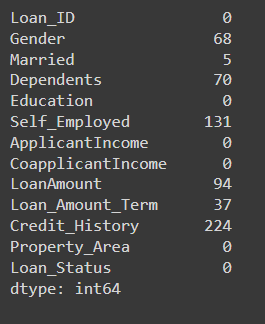 Loan_ID 0
Gender 68
Married 5
Dependents 70
Education 0
Self_Employed 131
ApplicantIncome 0
CoapplicantIncome 0
LoanAmount 94
Loan_Amount_Term 37
Credit_History 224
Property_Area 0
Loan_Status 0
dtype: int64